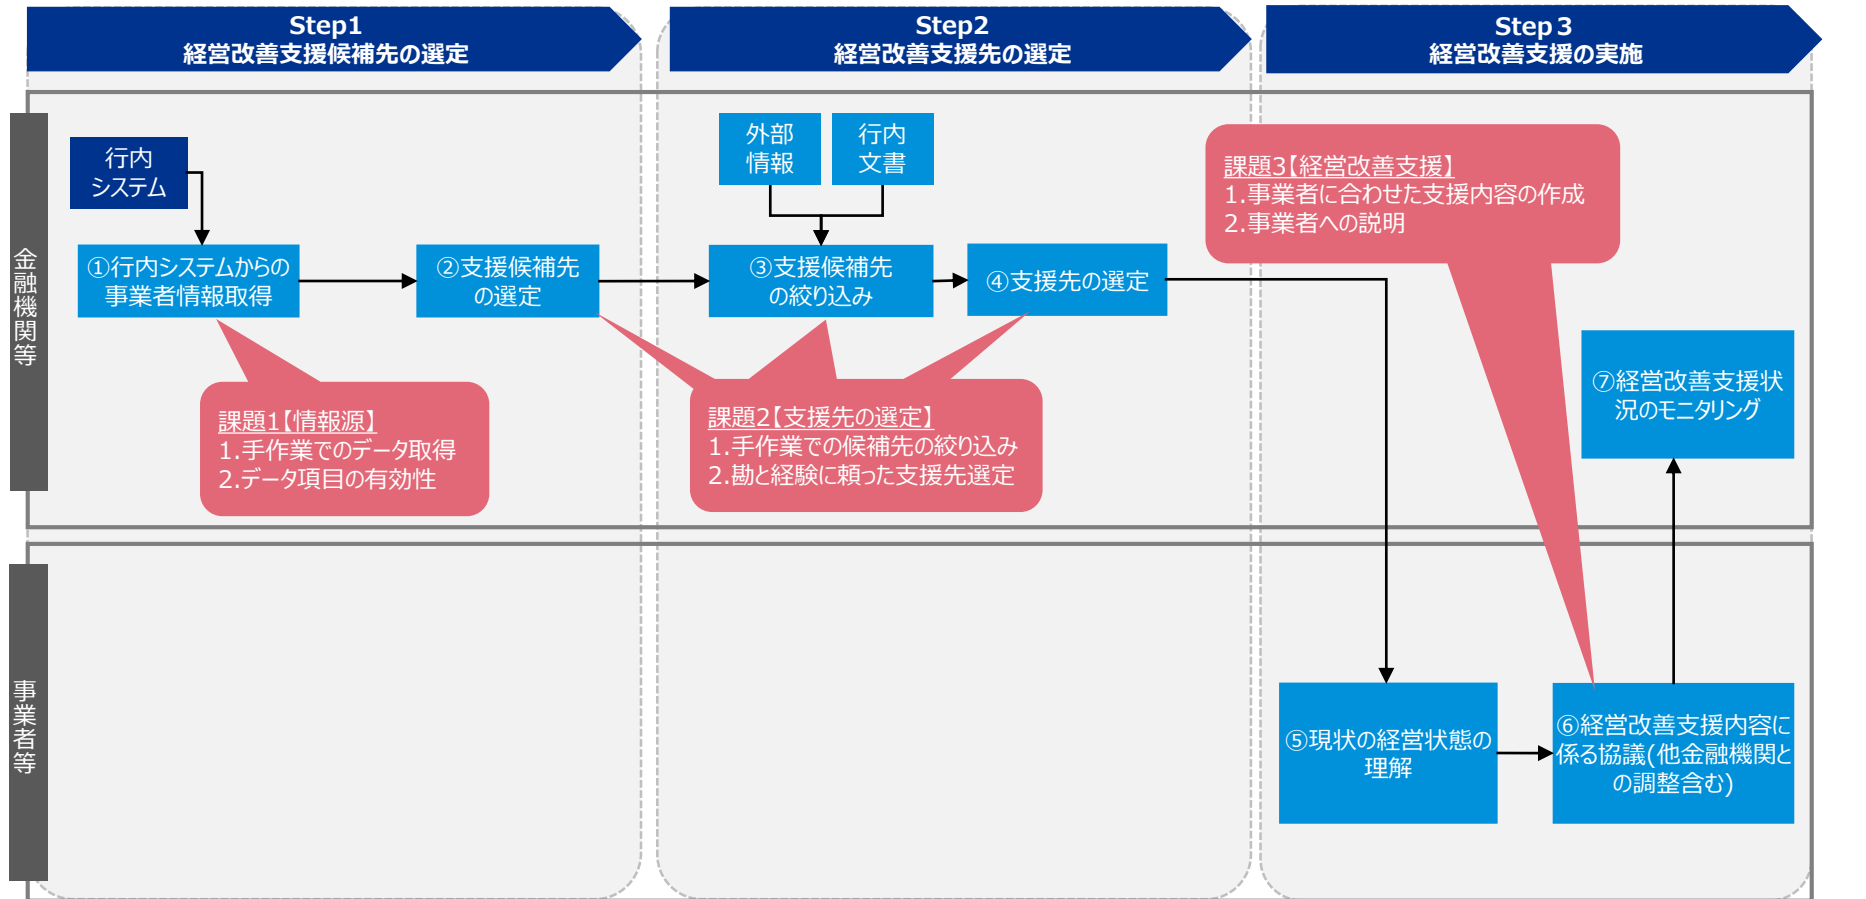 Step1
経営改善支援候補先の選定
Step2
経営改善支援先の選定
Step３
経営改善支援の実施
金融機関等
行内
システム
①行内システムからの
事業者情報取得
②支援候補先
の選定
外部
情報
行内
文書
③支援候補先
の絞り込み
④支援先の選定
課題1【情報源】
1.手作業でのデータ取得
2.データ項目の有効性
課題2【支援先の選定】
1.手作業での候補先の絞り込み
2.勘と経験に頼った支援先選定
課題3【経営改善支援】
1.事業者に合わせた支援内容の作成
2.事業者への説明
⑦経営改善支援状
況のモニタリング
事業者等
⑤現状の経営状態の
理解
⑥経営改善支援内容に
係る協議(他金融機関と
の調整含む)